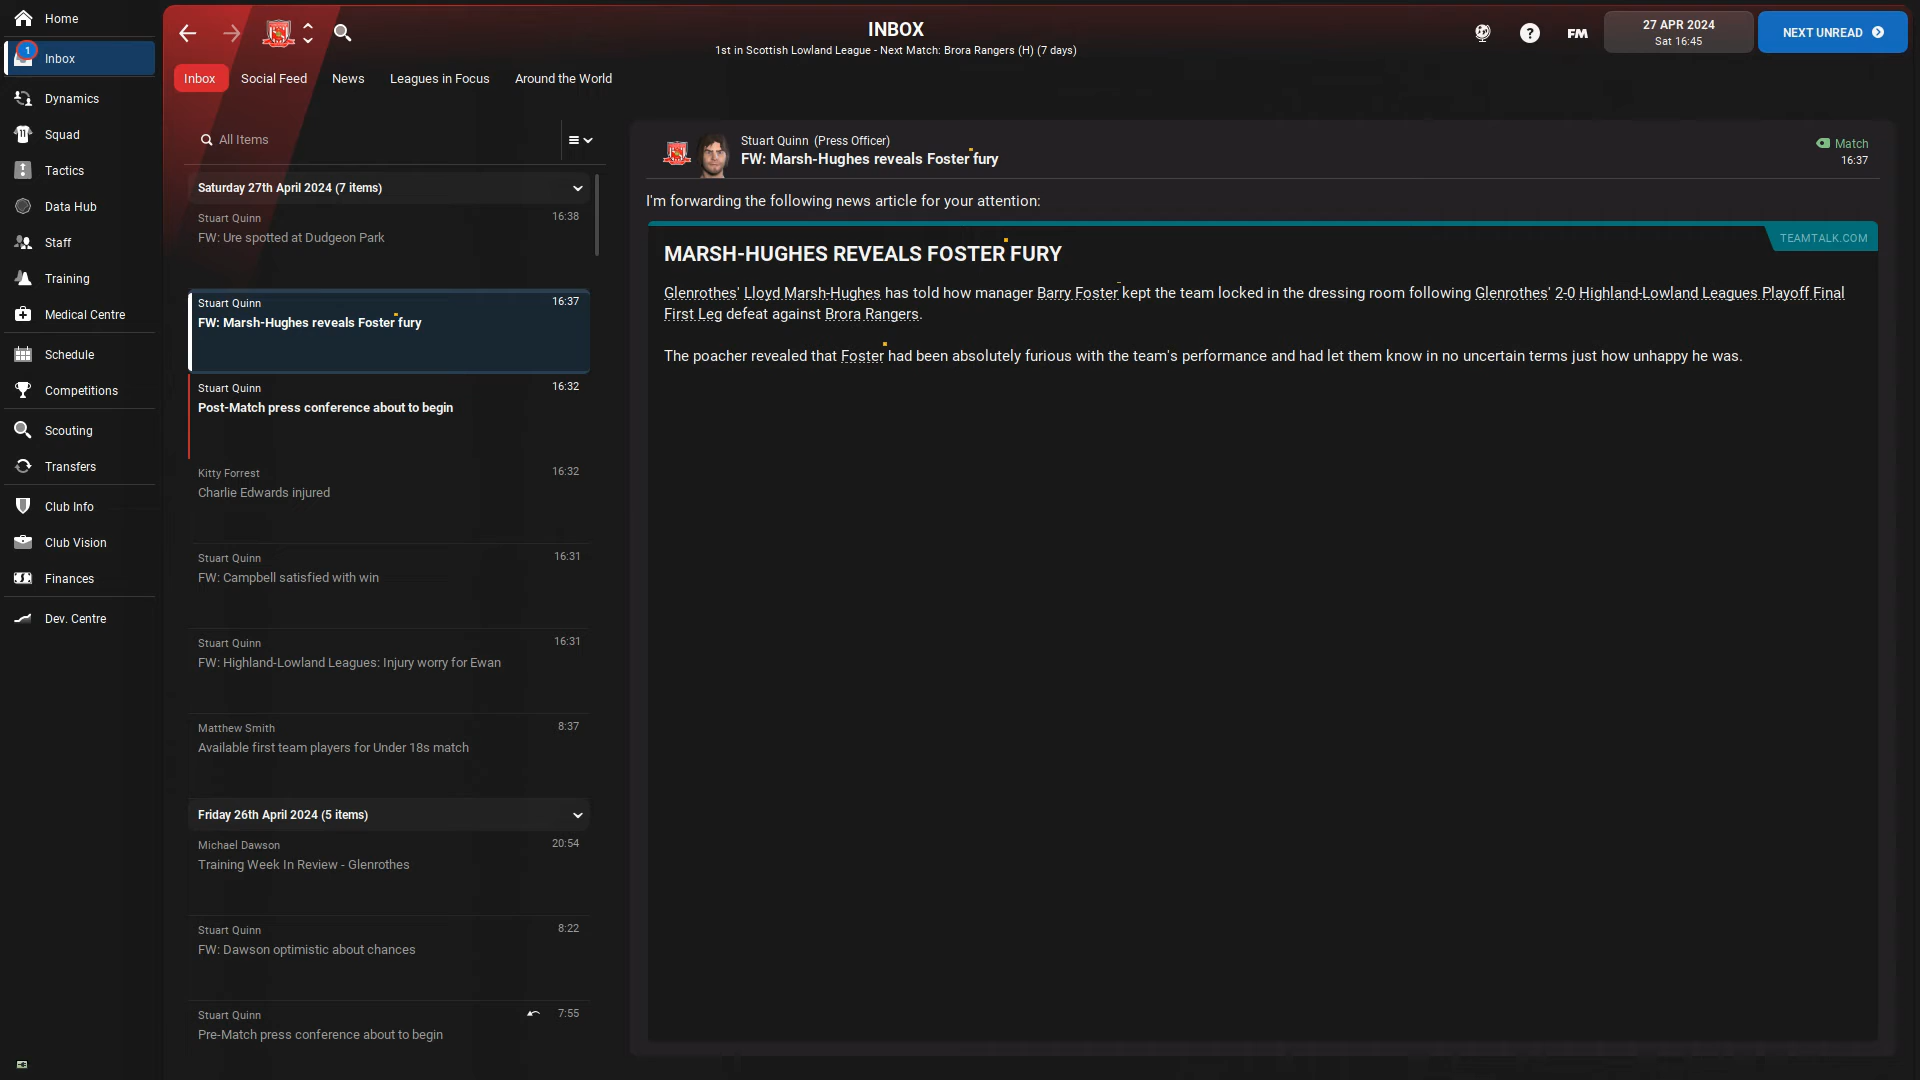 Home
Inbox
1
Dynamics
Squad
Tactics
Data Hub
Staff
Training
Medical Centre
Schedule
Competitions
Scouting
Transfers
Club Info
Club Vision
Finances
Dev. Centre
INBOX
1st in Scottish Lowland League - Next Match: Brora Rangers (H) (7 days)
FM
27 APR 2024
Sat 16:45
NEXT UNREAD
Inbox
Social Feed
News
Leagues in Focus
Around the World
All Items
Saturday 27th April 2024 (7 items)
Stuart Quinn 16:38
FW: Ure spotted at Dudgeon Park
Stuart Quinn 16:37
FW: Marsh-Hughes reveals Foster fury
Stuart Quinn 16:32
Post-Match press conference about to begin
Kitty Forrest 16:32
Charlie Edwards injured
Stuart Quinn 16:31
FW: Campbell satisfied with win
Stuart Quinn 16:31
FW: Highland-Lowland Leagues: Injury worry for Ewan
Matthew Smith 8:37
Available first team players for Under 18s match
Friday 26th April 2024 (5 items)
Michael Dawson 20:54
Training Week In Review - Glenrothes
Stuart Quinn 8:22
FW: Dawson optimistic about chances
Stuart Quinn 7:55
Pre-Match press conference about to begin
Stuart Quinn (Press Officer)
FW: Marsh-Hughes reveals Foster fury
Match
16:37
I'm forwarding the following news article for your attention:
TEAMTALK.COM
MARSH-HUGHES REVEALS FOSTER FURY
Glenrothes' Lloyd Marsh-Hughes has told how manager Barry Foster kept the team locked in the dressing room following Glenrothes' 2-0 Highland-Lowland Leagues Playoff Final
First Leg defeat against Brora Rangers.
The poacher revealed that Foster had been absolutely furious with the team's performance and had let them know in no uncertain terms just how unhappy he was.